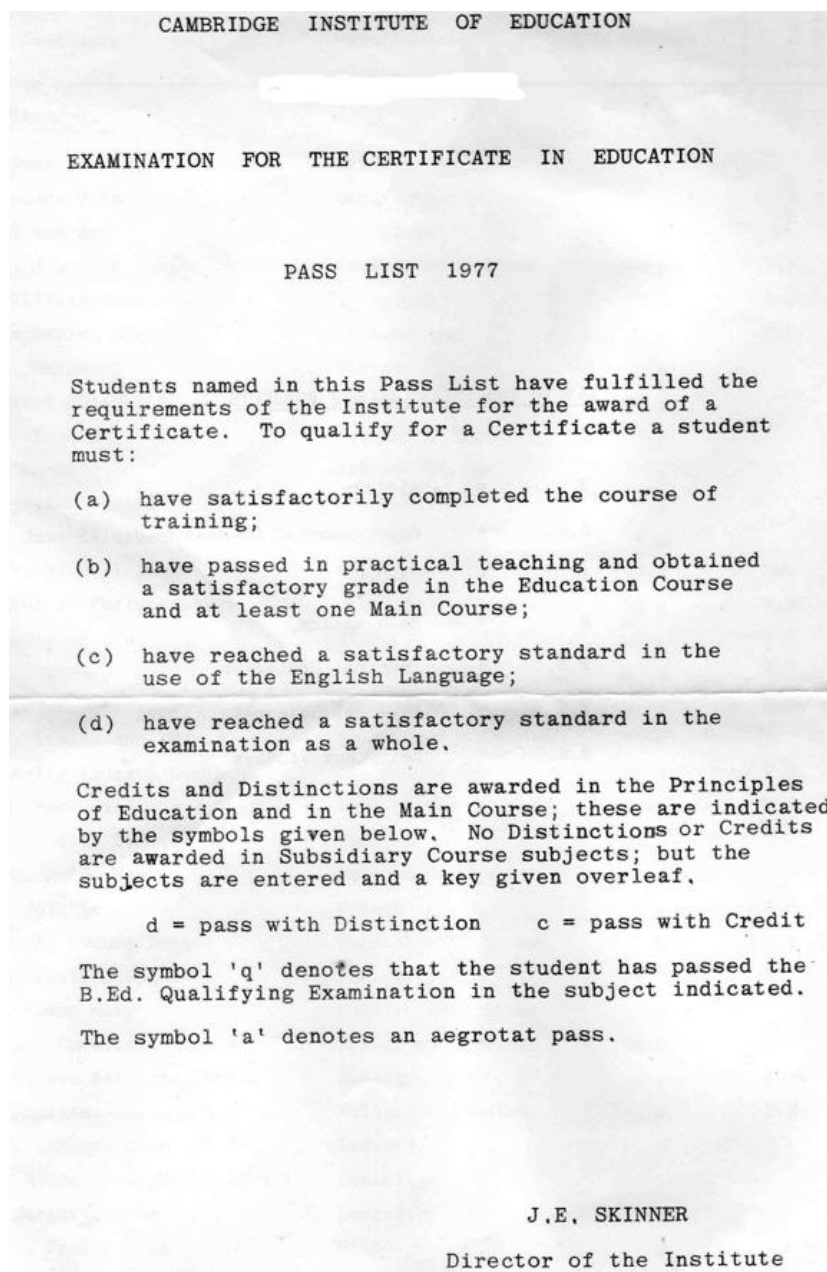 CAMBRIDGE INSTITUTE OF EDUCATION
EXAMINATION FOR THE CERTIFICATE IN EDUCATION
PASS LIST 1977
Students named in this Pass List have fulfilled the
requirements of the Institute for the award of a
Certificate. To qualify for a Certificate a student
must:
(a) have satisfactorily completed the course of
training;
(b) have passed in practical teaching and obtained
a satisfactory grade in the Education Course
and at least one Main Course;
(c) have reached a satisfactory standard in the
use of the English Language;
(d) have reached a satisfactory standard in the
examination as a whole.
Credits and Distinctions are awarded in the Principles
of Education and in the Main Course; these are indicated
by the symbols given below. No Distinctions or Credits
are awarded in Subsidiary Course subjects; but the
subjects are entered and a key given overleaf.
d = pass with Distinction c = pass with Credit
The symbol 'q' denotes that the student has passed the
B.Ed. Qualifying Examination in the subject indicated.
The symbol 'a' denotes an aegrotat pass.
J.E. SKINNER
Director of the Institute